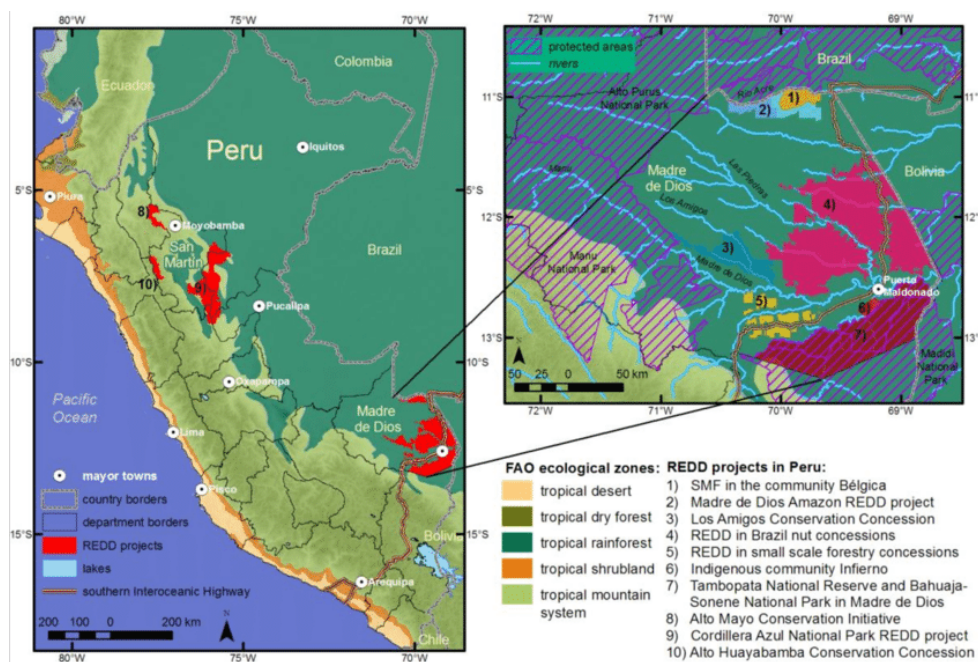 80°W 75°W 70°W
Colombia
Ecuador
Peru
Iquitos
5°S
Piura
8)
Moyobamba
San
Martín
Brazil
9)
10)
Pucallpa
10°S
Oxapampa
Pacific
Ocean
Madre
de Dios
Lima
mayor towns
Pisco
country borders
department borders
15°S
REDD projects
Bolivia
lakes
Arequipa
southern Interoceanic Highway
N
Chile
200 100 0 200 km
80°W 75°W 70°W
72°W 71°W 70°W 69°W
protected areas
rivers
Brazil
11°S
Alto Purus
National Park
Rio Acre
1)
2)
Manu
Madre
de Dios
Las Piedras
Bolivia
12°S
Los Amigos
4)
3)
Manu
National Park
Madre de Dios
Puerto
Maldonado
5)
6)
13°S
7)
N
Madidi
National
Park
50 25 0 50 km
72°W 71°W 70°W 69°W
FAO ecological zones:
tropical desert
tropical dry forest
tropical rainforest
tropical shrubland
tropical mountain
system
REDD projects in Peru:
1) SMF in the community Bélgica
2) Madre de Dios Amazon REDD project
3) Los Amigos Conservation Concession
4) REDD in Brazil nut concessions
5) REDD in small scale forestry concessions
6) Indigenous community Infierno
7) Tambopata National Reserve and Bahuaja-
Sonene National Park in Madre de Dios
8) Alto Mayo Conservation Initiative
9) Cordillera Azul National Park REDD project
10) Alto Huayabamba Conservation Concession